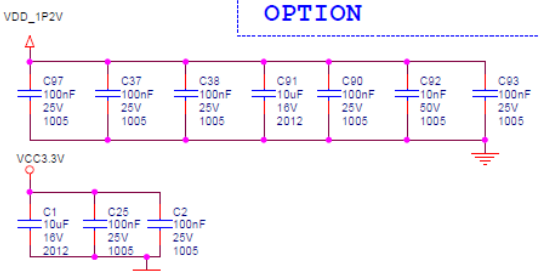 OPTION
VDD_1P2V
C97
100nF
25V
1005
C37
100nF
25V
1005
C38
100nF
25V
1005
C91
10uF
16V
2012
C90
100nF
25V
1005
C92
10nF
50V
1005
C93
100nF
25V
1005
VCC3.3V
C1
10uF
16V
2012
C25
100nF
25V
1005
C2
100nF
25V
1005